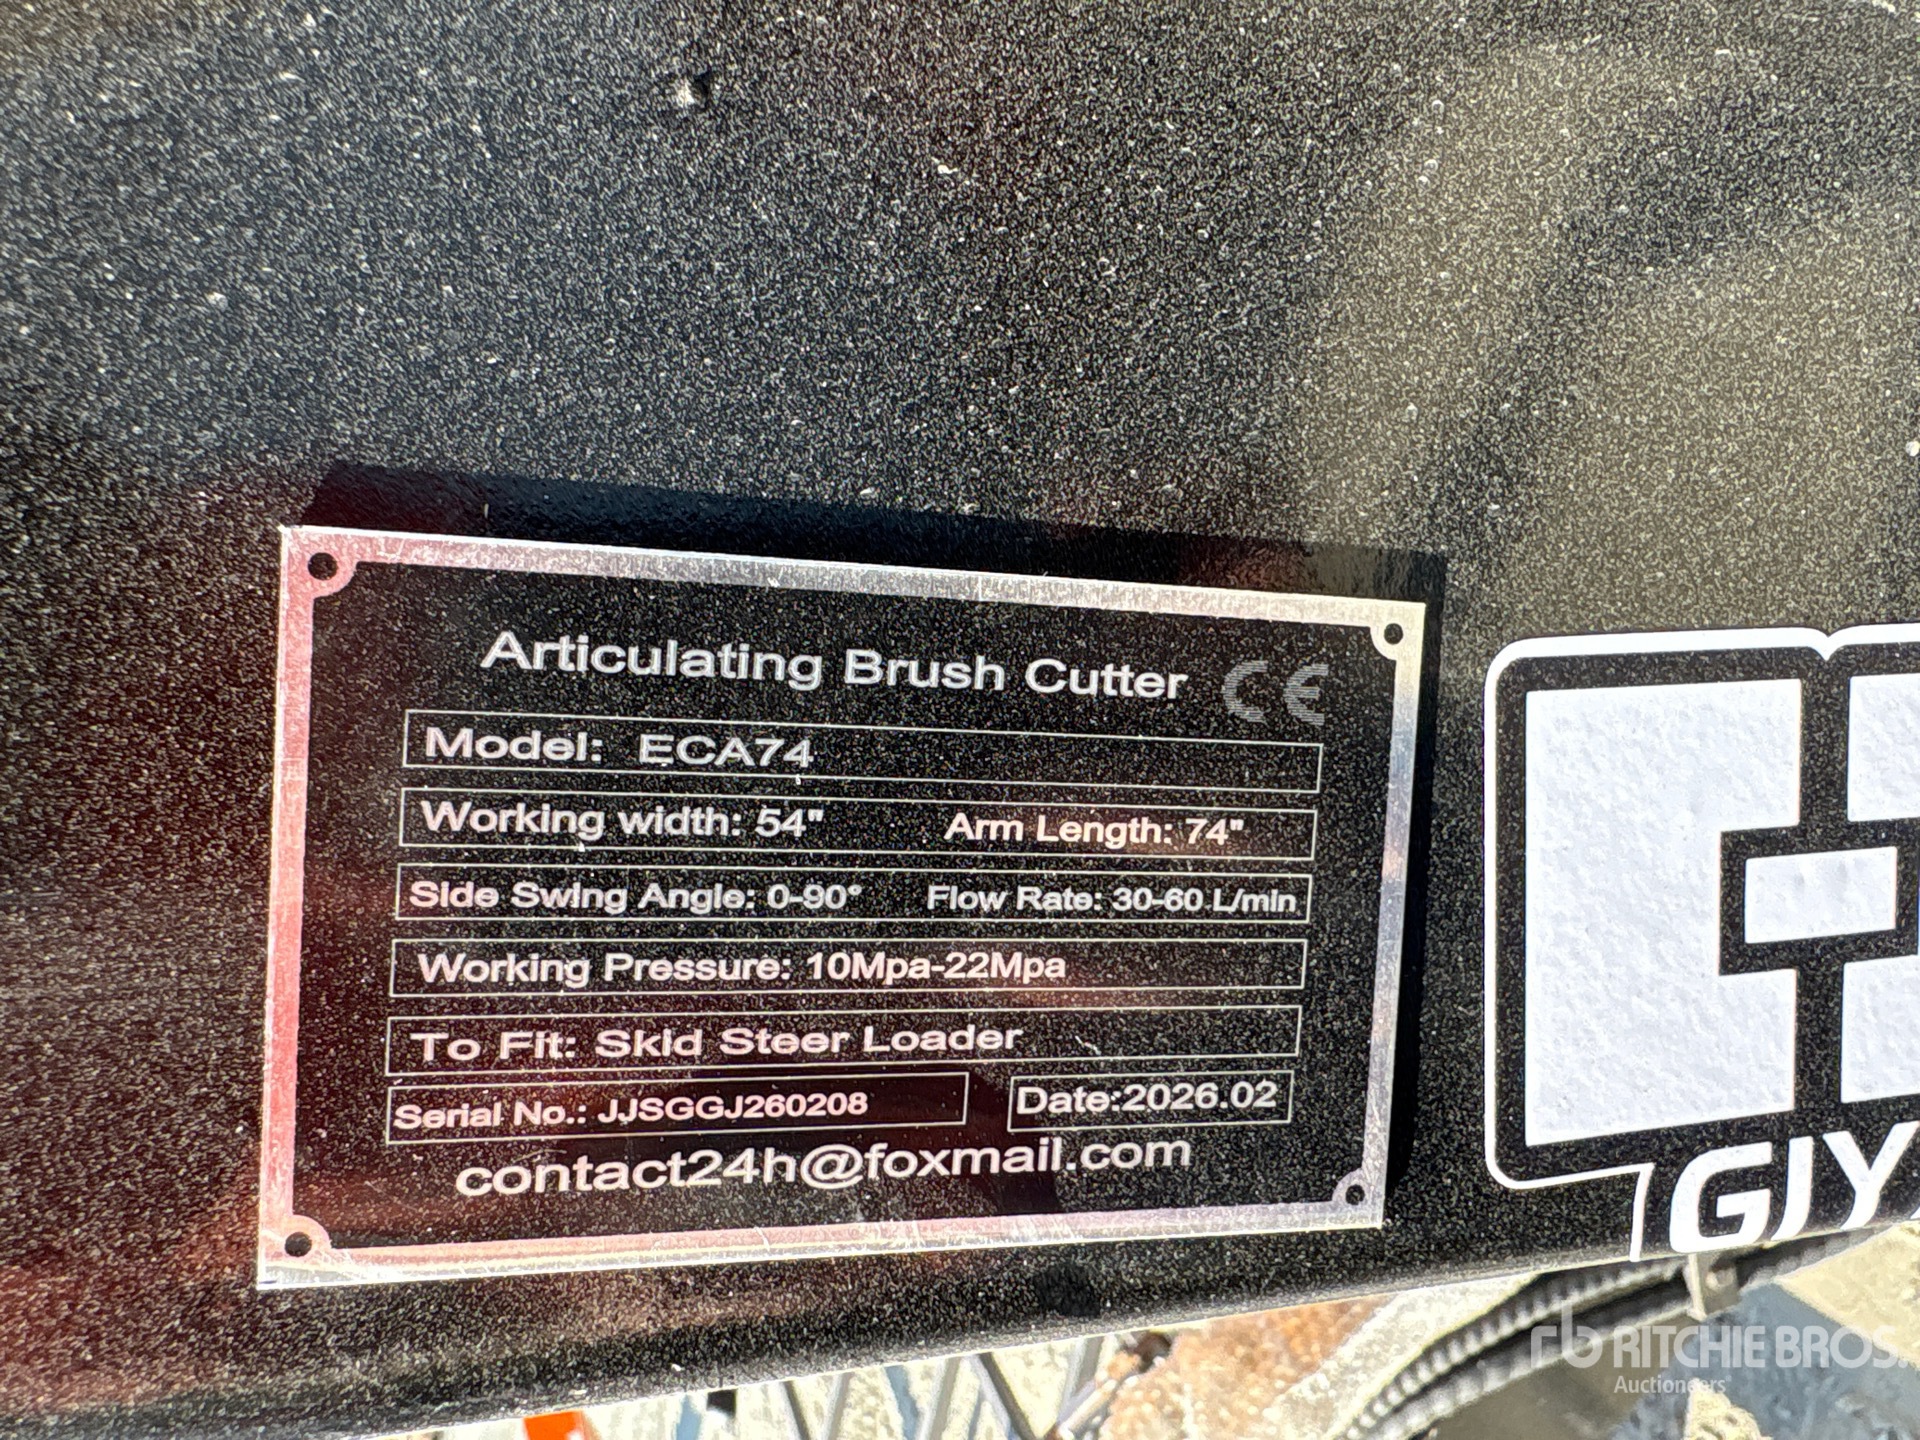 Articulating Brush Cutter CE
Model: ECA74
Working width: 54" Arm Length: 74"
Side Swing Angle: 0-90° Flow Rate: 30-60 L/min
Working Pressure: 10Mpa-22Mpa
To Fit: Skid Steer Loader
Serial No.: JJSGGJ260208 Date:2026.02
contact24h@foxmail.com
GIY
rb RITCHIE BROS.
Auctioneers